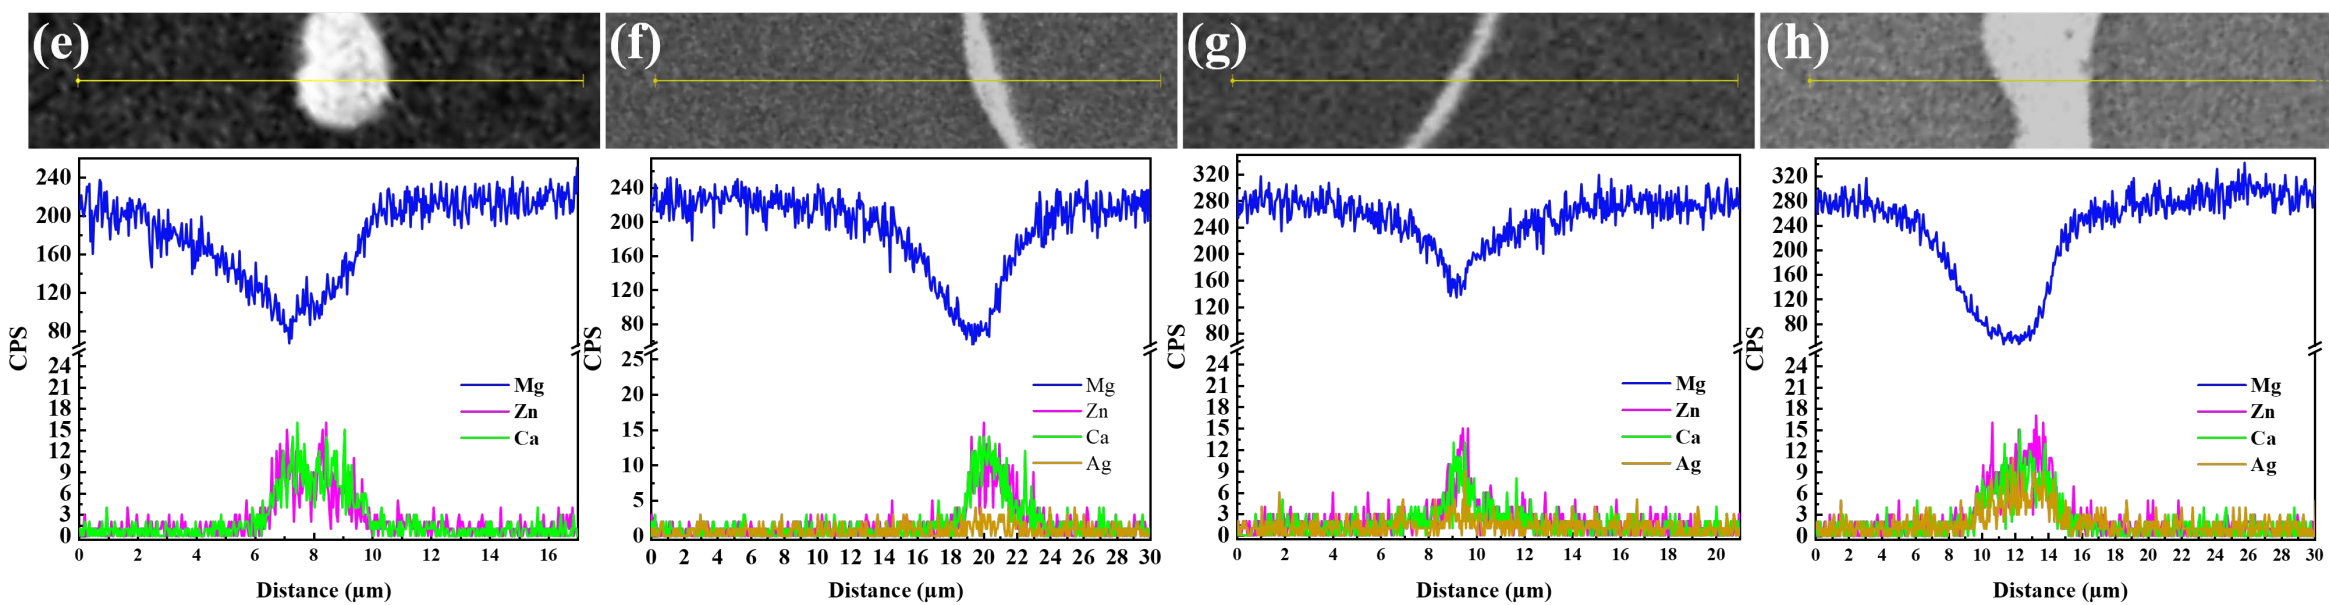 (e) (f) (g) (h)
CPS
240
200
160
120
80
24
21
18
15
12
9
6
3
0
Mg
Zn
Ca
0 2 4 6 8 10 12 14 16
Distance (μm)
CPS
240
200
160
120
80
25
20
15
10
5
0
Mg
Zn
Ca
Ag
0 2 4 6 8 10 12 14 16 18 20 22 24 26 28 30
Distance (μm)
CPS
320
280
240
200
160
120
80
24
21
18
15
12
9
6
3
0
Mg
Zn
Ca
Ag
0 2 4 6 8 10 12 14 16 18 20
Distance (μm)
CPS
320
280
240
200
160
120
80
24
21
18
15
12
9
6
3
0
Mg
Zn
Ca
Ag
0 2 4 6 8 10 12 14 16 18 20 22 24 26 28 30
Distance (μm)